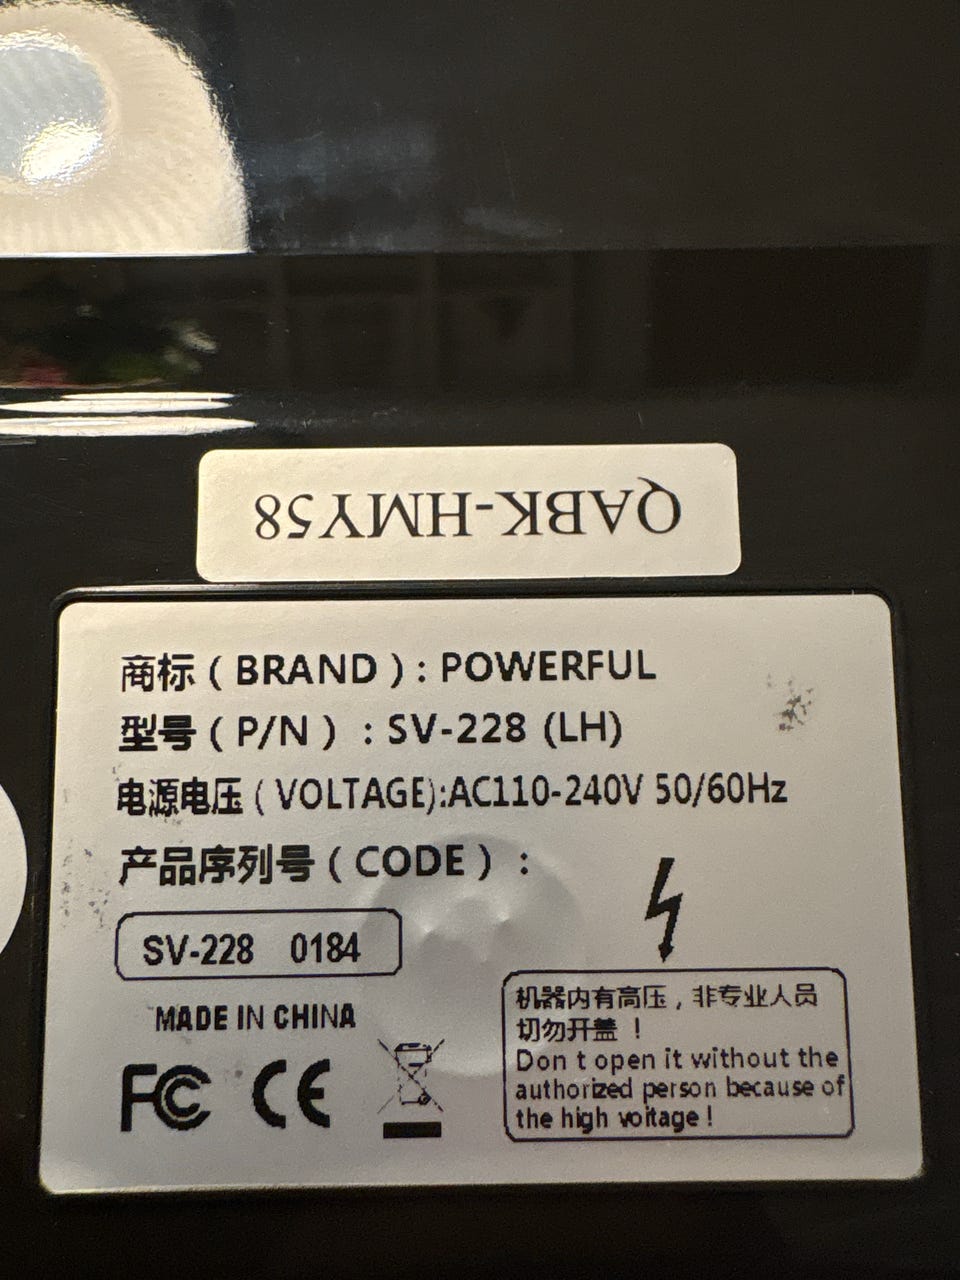 QABK-HMY58
商标（BRAND）: POWERFUL
型号（P/N）: SV-228 (LH)
电源电压（VOLTAGE):AC110-240V 50/60Hz
产品序列号（CODE）:
SV-228 0184
MADE IN CHINA
FC CE
机器内有高压，非专业人员
切勿开盖！
Don t open it without the
authorized person because of
the high voltage !